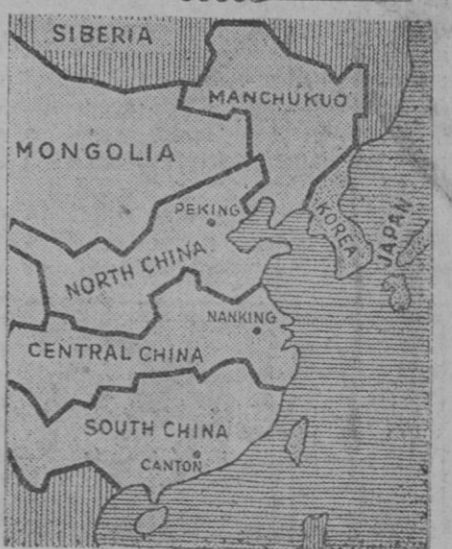 SIBERIA
MANCHUKUO
MONGOLIA
PEKING
KOREA
JAPAN
NORTH CHINA
NANKING
CENTRAL CHINA
SOUTH CHINA
CANTON